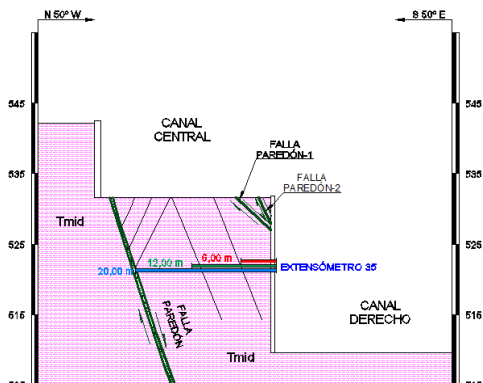 N 50° W
S 50° E
545
545
CANAL
CENTRAL
FALLA
PAREDÓN-1
FALLA
PAREDÓN-2
535
535
Tmid
525
525
6,00 m
12,00 m
20,00 m
EXTENSÓMETRO 35
FALLA
PAREDÓN
CANAL
DERECHO
515
515
Tmid